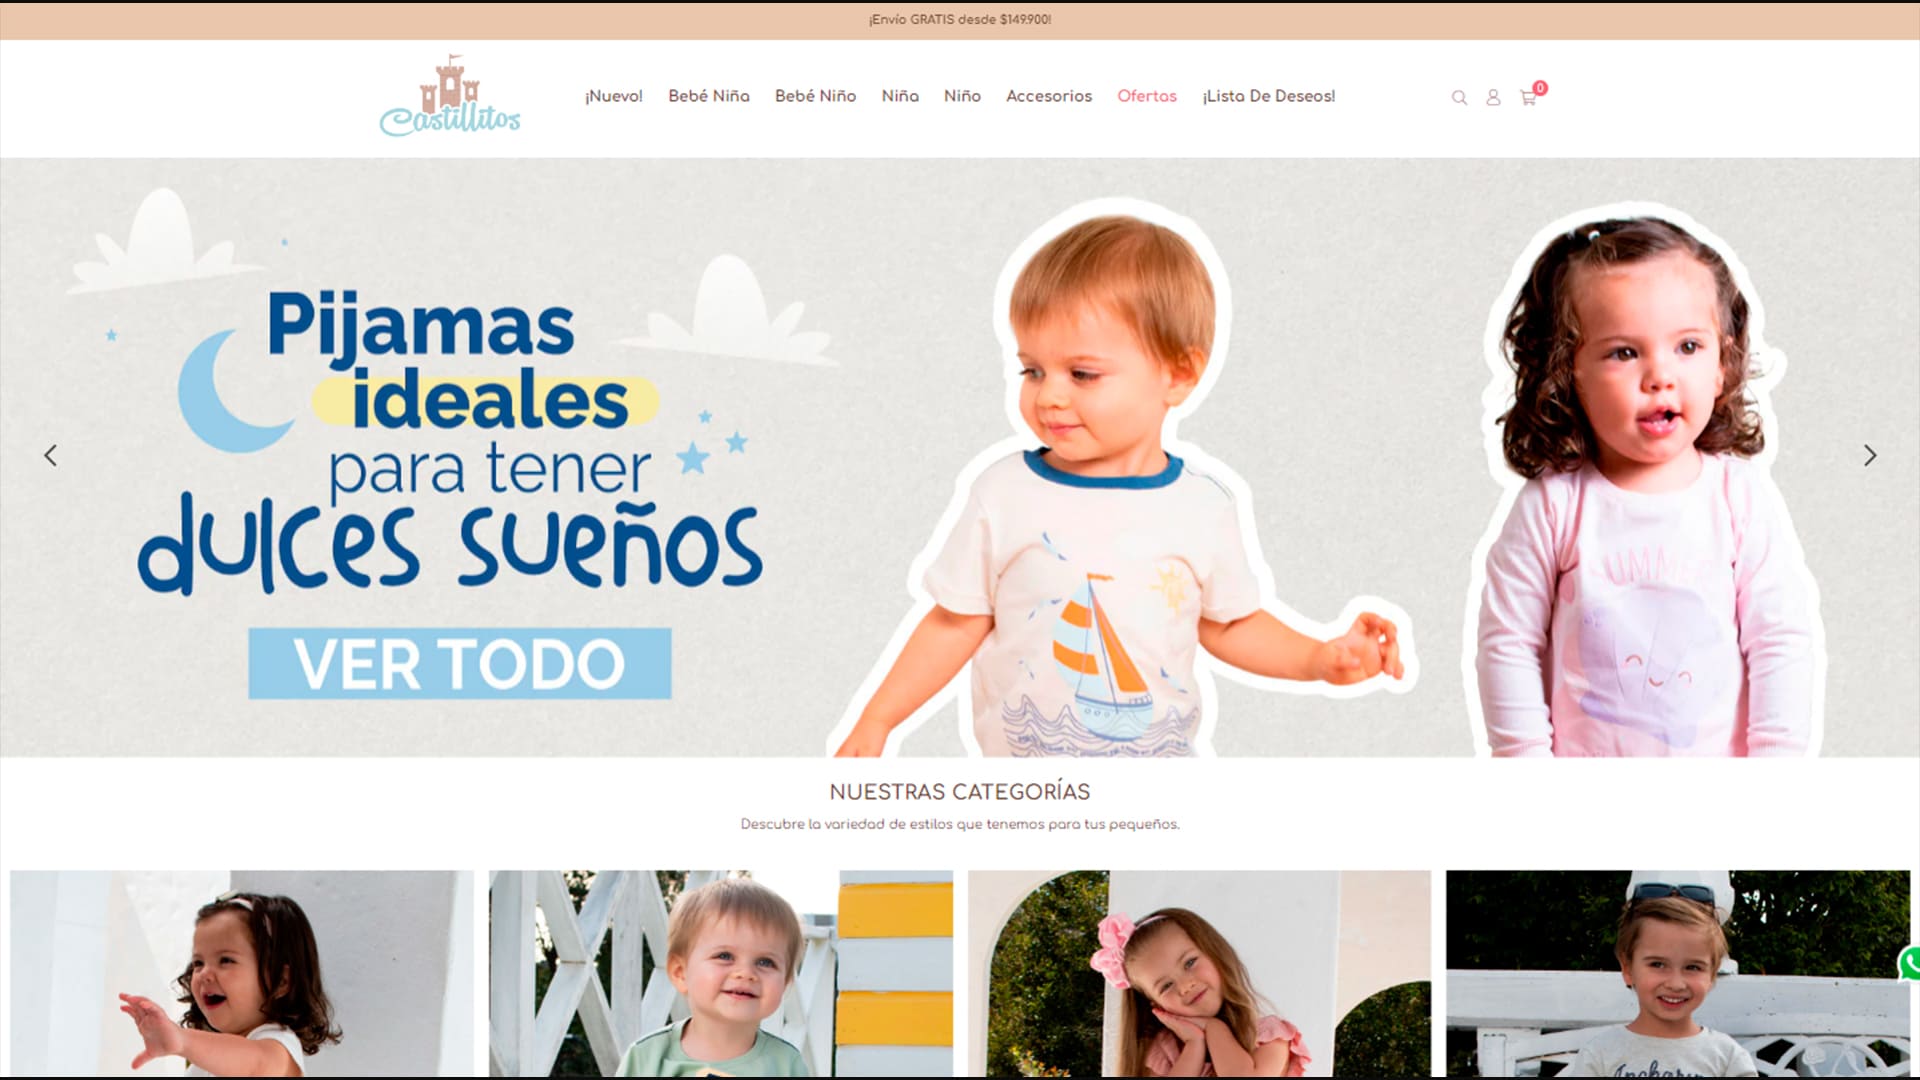 ¡Envío GRATIS desde $149.900!
Castillitos
¡Nuevo! Bebé Niña Bebé Niño Niña Niño Accesorios Ofertas ¡Lista De Deseos!
0
Pijamas
ideales
para tener
dulces sueños
VER TODO
SUMMER
NUESTRAS CATEGORÍAS
Descubre la variedad de estilos que tenemos para tus pequeños.